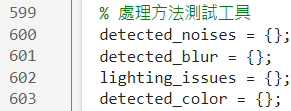 599 % 處理方法測試工具
600 detected_noises = {};
601 detected_blur = {};
602 lighting_issues = {};
603 detected_color = {};